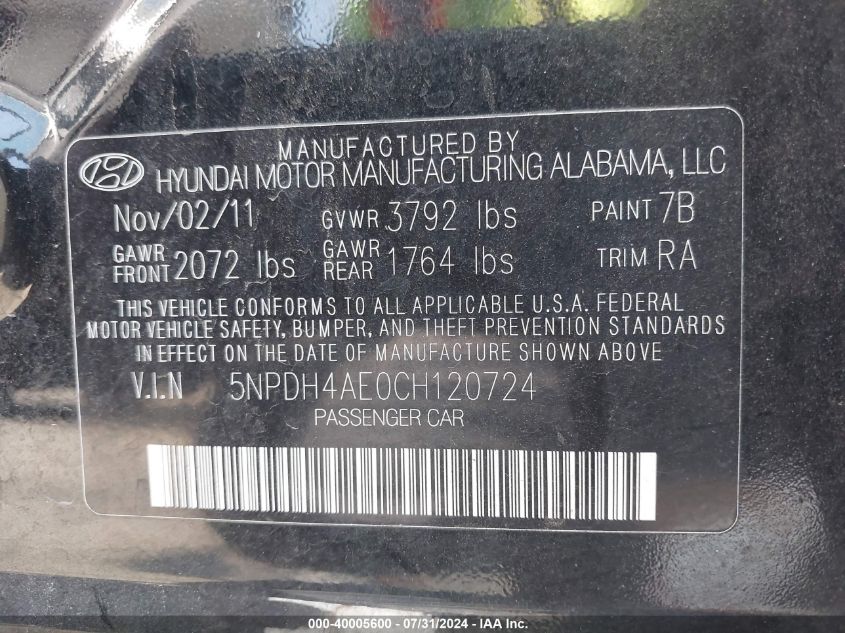 MANUFACTURED BY
HYUNDAI MOTOR MANUFACTURING ALABAMA, LLC
Nov/02/11 GVWR 3792 lbs PAINT 7B
GAWR FRONT 2072 lbs GAWR REAR 1764 lbs TRIM RA
THIS VEHICLE CONFORMS TO ALL APPLICABLE U.S.A. FEDERAL
MOTOR VEHICLE SAFETY, BUMPER, AND THEFT PREVENTION STANDARDS
IN EFFECT ON THE DATE OF MANUFACTURE SHOWN ABOVE
V.I.N 5NPDH4AE0CH120724
PASSENGER CAR
000-40005600 - 07/31/2024 - IAA Inc.